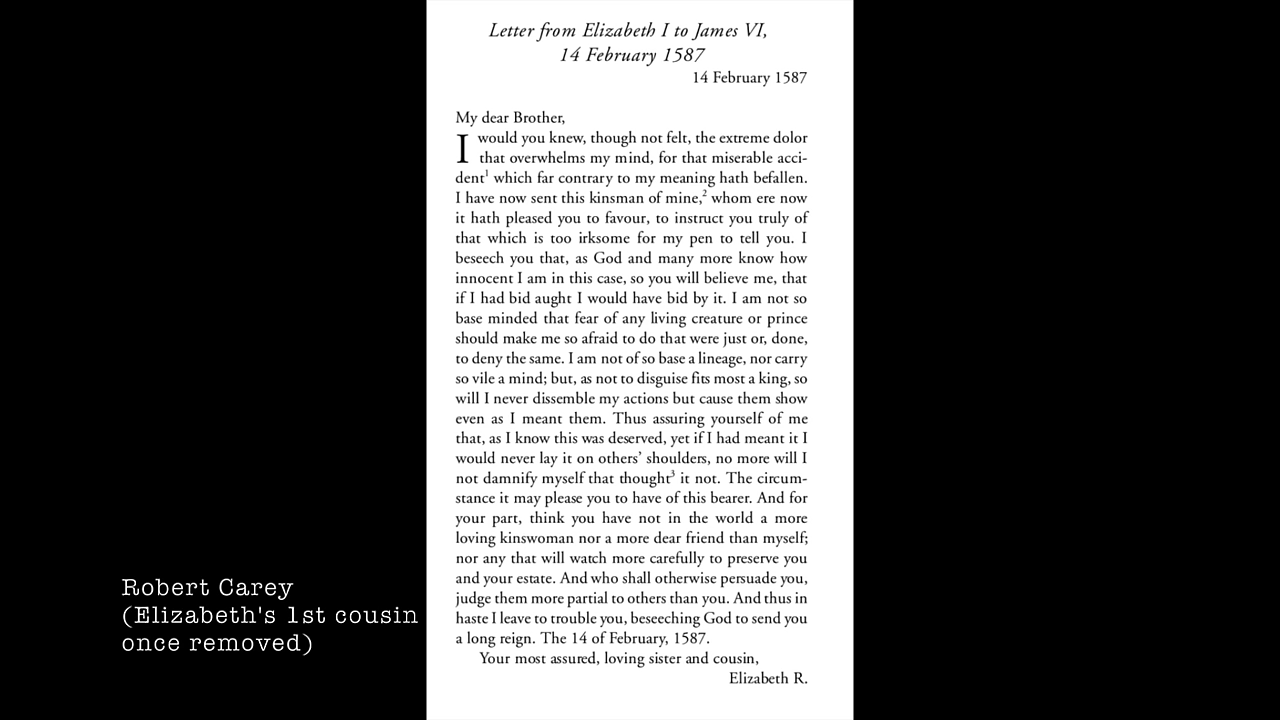 Letter from Elizabeth I to James VI,
14 February 1587
14 February 1587
My dear Brother,
I would you knew, though not felt, the extreme dolor
that overwhelms my mind, for that miserable acci-
dent¹ which far contrary to my meaning hath befallen.
I have now sent this kinsman of mine,² whom ere now
it hath pleased you to favour, to instruct you truly of
that which is too irksome for my pen to tell you. I
beseech you that, as God and many more know how
innocent I am in this case, so you will believe me, that
if I had bid aught I would have bid by it. I am not so
base minded that fear of any living creature or prince
should make me so afraid to do that were just or, done,
to deny the same. I am not of so base a lineage, nor carry
so vile a mind; but, as not to disguise fits most a king, so
will I never dissemble my actions but cause them show
even as I meant them. Thus assuring yourself of me
that, as I know this was deserved, yet if I had meant it I
would never lay it on others’ shoulders, no more will I
not damnify myself that thought³ it not. The circum-
stance it may please you to have of this bearer. And for
your part, think you have not in the world a more
loving kinswoman nor a more dear friend than myself;
nor any that will watch more carefully to preserve you
and your estate. And who shall otherwise persuade you,
judge them more partial to others than you. And thus in
haste I leave to trouble you, beseeching God to send you
a long reign. The 14 of February, 1587.
Your most assured, loving sister and cousin,
Elizabeth R.
Robert Carey
(Elizabeth's 1st cousin
once removed)